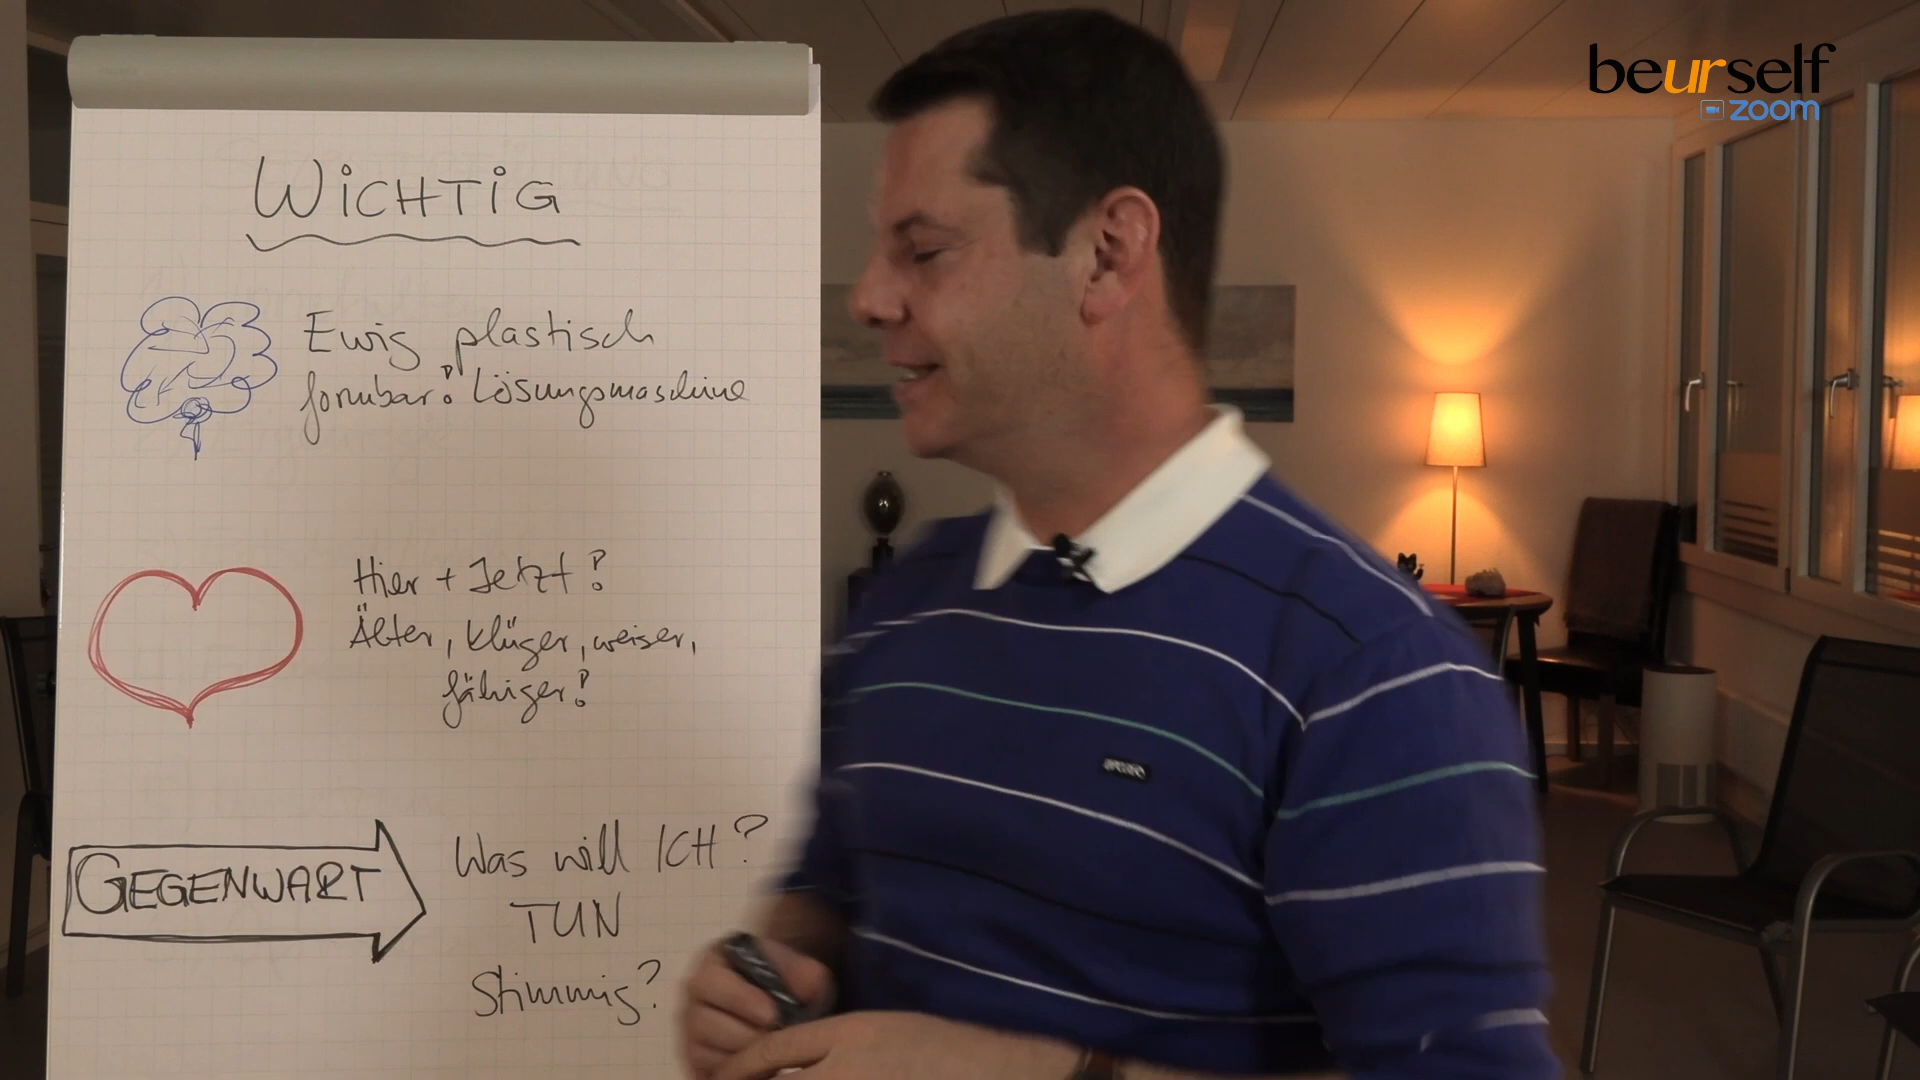 beurself
zoom
WiCHTiG
Ewig plastisch
formbar! Lösungsmaschine
Hier + Jetzt!
Älter, klüger, weiser,
fähiger!
GEGENWART
Was will ICH?
TUN
Stimmig?